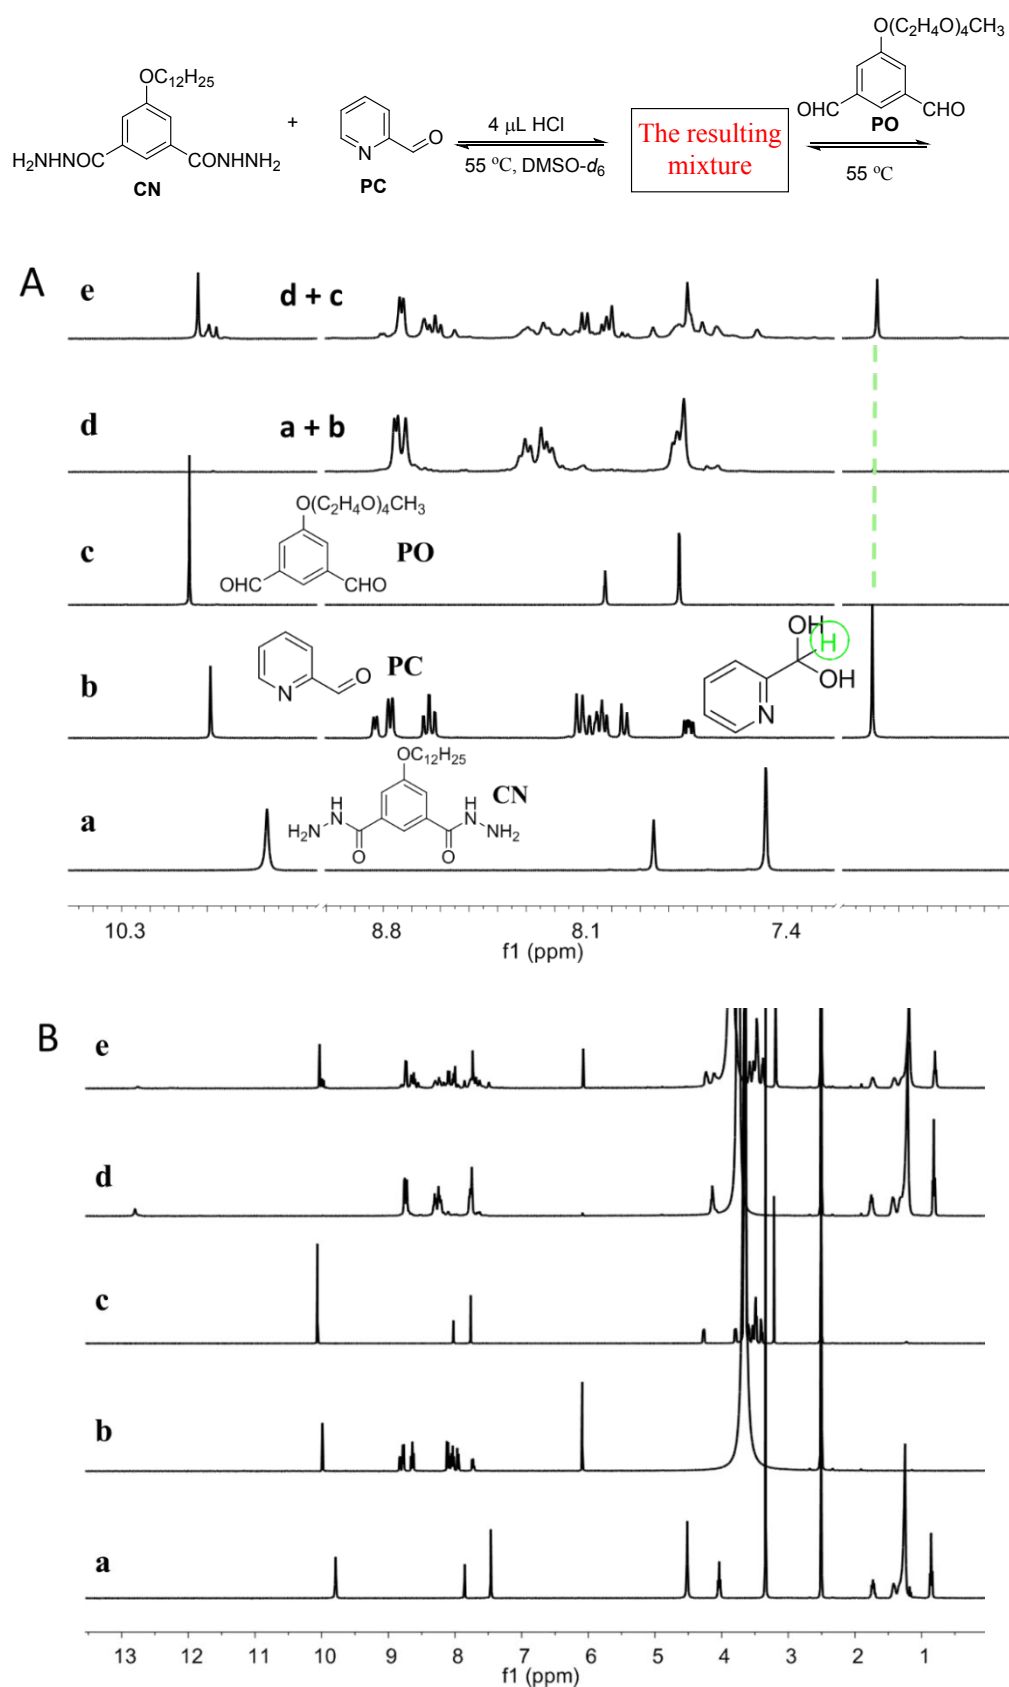 O(C2H4O)4CH3
OC12H25
H2NHNOC
CONHNH2
CN
+
N
O
PC
4 μL HCl
55 °C, DMSO-d6
The resulting
mixture
OHC
CHO
PO
55 °C
A
e
d + c
d
a + b
c
O(C2H4O)4CH3
OHC
CHO
PO
b
N
O
PC
OH
H
OH
N
a
OC12H25
H2N
H
N
O
H
N
NH2
O
CN
10.3
8.8
8.1
7.4
f1 (ppm)
B
e
d
c
b
a
13 12 11 10 9 8 7 6 5 4 3 2 1
f1 (ppm)